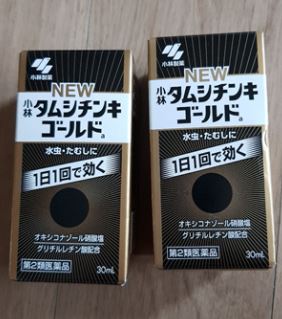 小林製薬
NEW
小林
タムシチンキ
ゴールドa
水虫・たむしに
1日1回で効く
オキシコナゾール硝酸塩
グリチルレチン酸配合
第2類医薬品
30mL
小林製薬
NEW
小林
タムシチンキ
ゴールドa
水虫・たむしに
1日1回で効く
オキシコナゾール硝酸塩
グリチルレチン酸配合
第2類医薬品
30mL